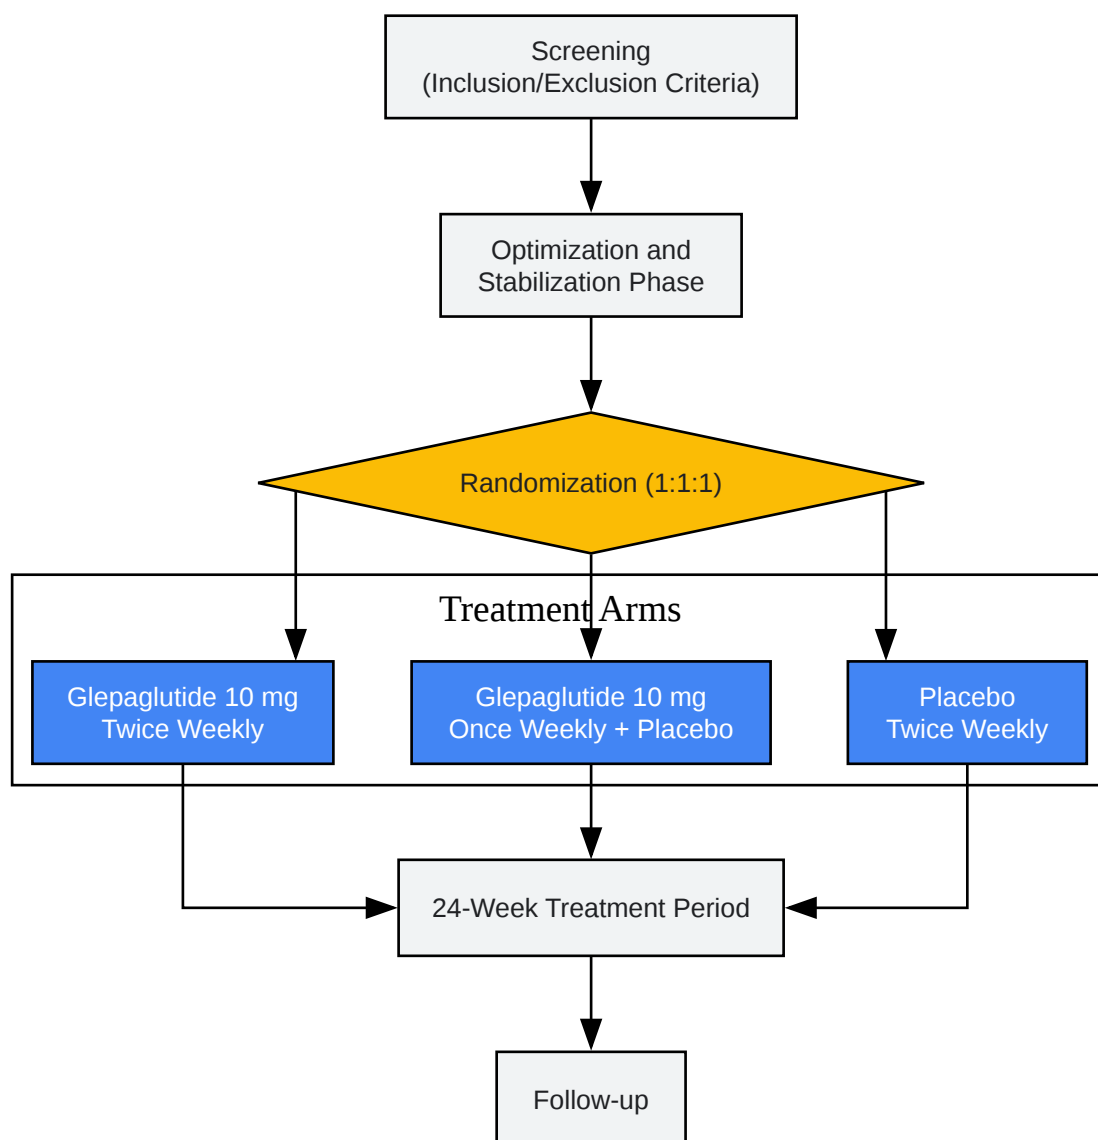 Screening
(Inclusion/Exclusion Criteria)
Optimization and
Stabilization Phase
Randomization (1:1:1)
Treatment Arms
Glepaglutide 10 mg
Twice Weekly
Glepaglutide 10 mg
Once Weekly + Placebo
Placebo
Twice Weekly
24-Week Treatment Period
Follow-up